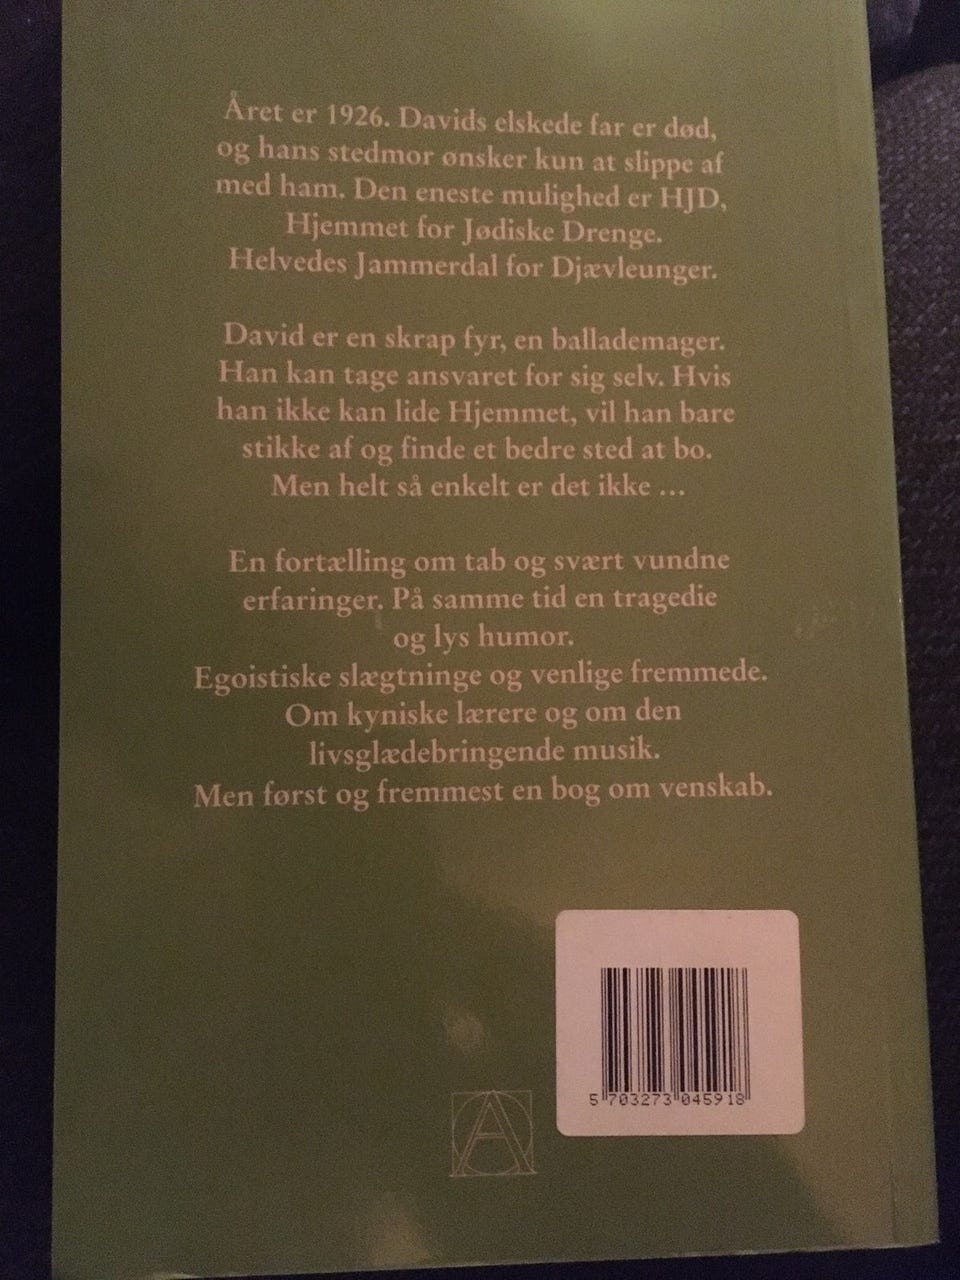 Året er 1926. Davids elskede far er død,
og hans stedmor ønsker kun at slippe af
med ham. Den eneste mulighed er HJD,
Hjemmet for Jødiske Drenge.
Helvedes Jammerdal for Djævleunger.
David er en skrap fyr, en ballademager.
Han kan tage ansvaret for sig selv. Hvis
han ikke kan lide Hjemmet, vil han bare
stikke af og finde et bedre sted at bo.
Men helt så enkelt er det ikke ...
En fortælling om tab og svært vundne
erfaringer. På samme tid en tragedie
og lys humor.
Egoistiske slægtninge og venlige fremmede.
Om kyniske lærere og om den
livsglædebringende musik.
Men først og fremmest en bog om venskab.
5 703273 045918
A